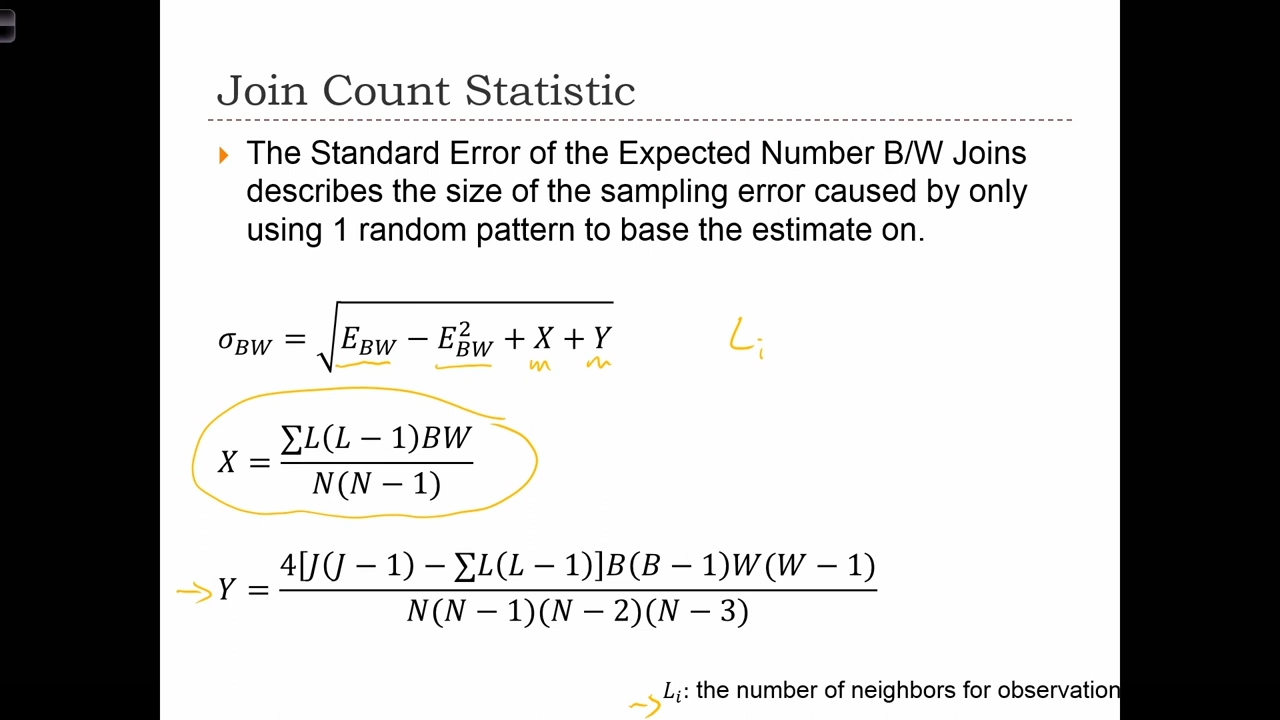 Join Count Statistic
The Standard Error of the Expected Number B/W Joins
describes the size of the sampling error caused by only
using 1 random pattern to base the estimate on.
σ_BW = √(E_BW − E²_BW + X + Y)
L_i
X = ∑L(L − 1)BW / N(N − 1)
Y = 4[J(J − 1) − ∑L(L − 1)]B(B − 1)W(W − 1) / N(N − 1)(N − 2)(N − 3)
L_i: the number of neighbors for observation